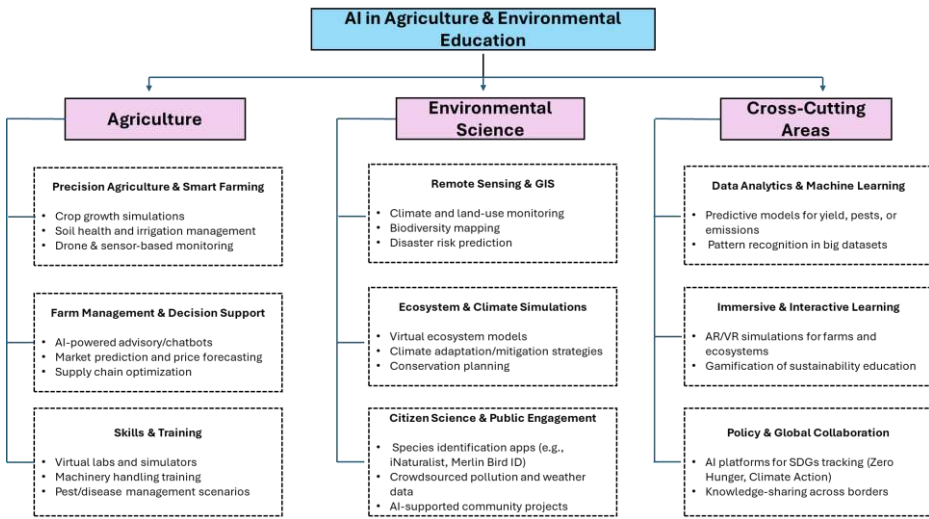 AI in Agriculture & Environmental
Education
Agriculture
Precision Agriculture & Smart Farming
• Crop growth simulations
• Soil health and irrigation management
• Drone & sensor-based monitoring
Farm Management & Decision Support
• AI-powered advisory/chatbots
• Market prediction and price forecasting
• Supply chain optimization
Skills & Training
• Virtual labs and simulators
• Machinery handling training
• Pest/disease management scenarios
Environmental
Science
Remote Sensing & GIS
• Climate and land-use monitoring
• Biodiversity mapping
• Disaster risk prediction
Ecosystem & Climate Simulations
• Virtual ecosystem models
• Climate adaptation/mitigation strategies
• Conservation planning
Citizen Science & Public Engagement
• Species identification apps (e.g.,
iNaturalist, Merlin Bird ID)
• Crowdsourced pollution and weather
data
• AI-supported community projects
Cross-Cutting
Areas
Data Analytics & Machine Learning
• Predictive models for yield, pests, or
emissions
• Pattern recognition in big datasets
Immersive & Interactive Learning
• AR/VR simulations for farms and
ecosystems
• Gamification of sustainability education
Policy & Global Collaboration
• AI platforms for SDGs tracking (Zero
Hunger, Climate Action)
• Knowledge-sharing across borders